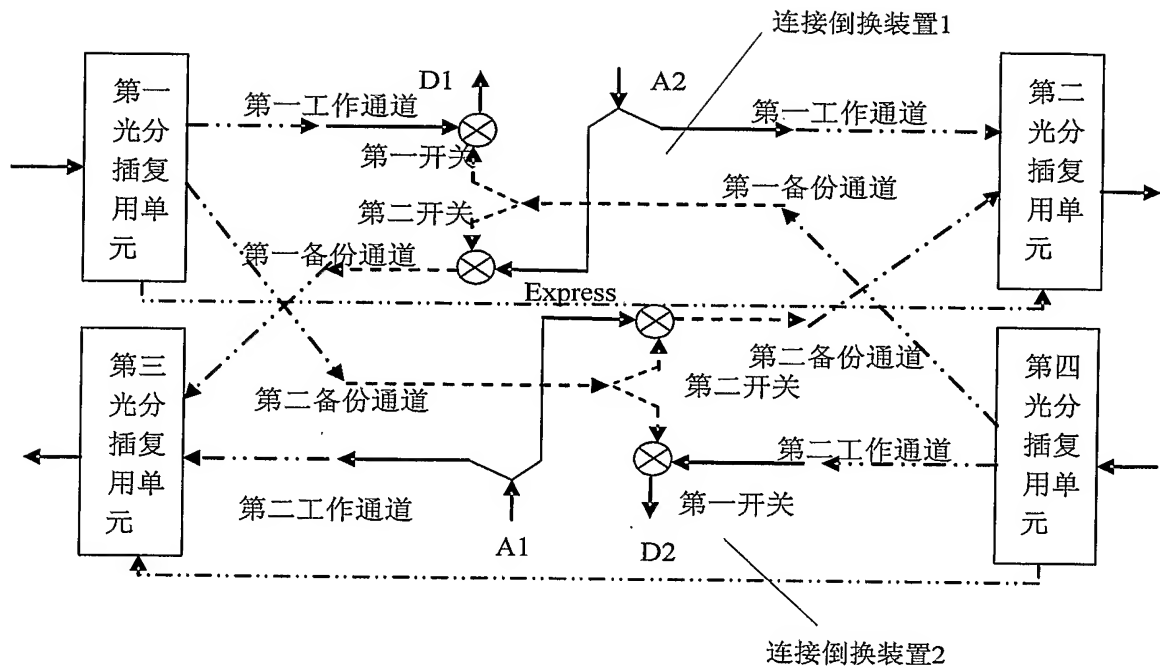 连接倒换装置1
第一
光分
插复
用单
元
第一工作通道
D1
A2
第一工作通道
第二
光分
插复
用单
元
第一开关
第二开关
第一备份通道
第一备份通道
Express
第三
光分
插复
用单
元
第二备份通道
第二备份通道
第二开关
第四
光分
插复
用单
元
第二工作通道
第二工作通道
第一开关
A1
D2
连接倒换装置2